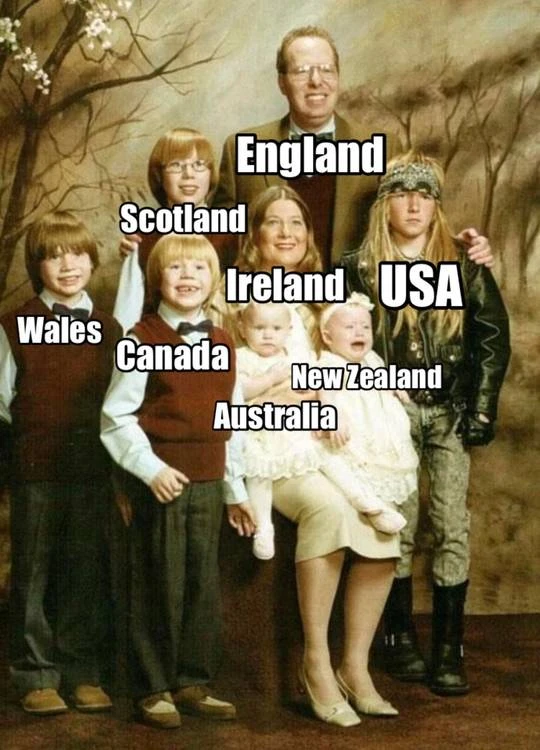 England
Scotland
Ireland
USA
Wales
Canada
New Zealand
Australia